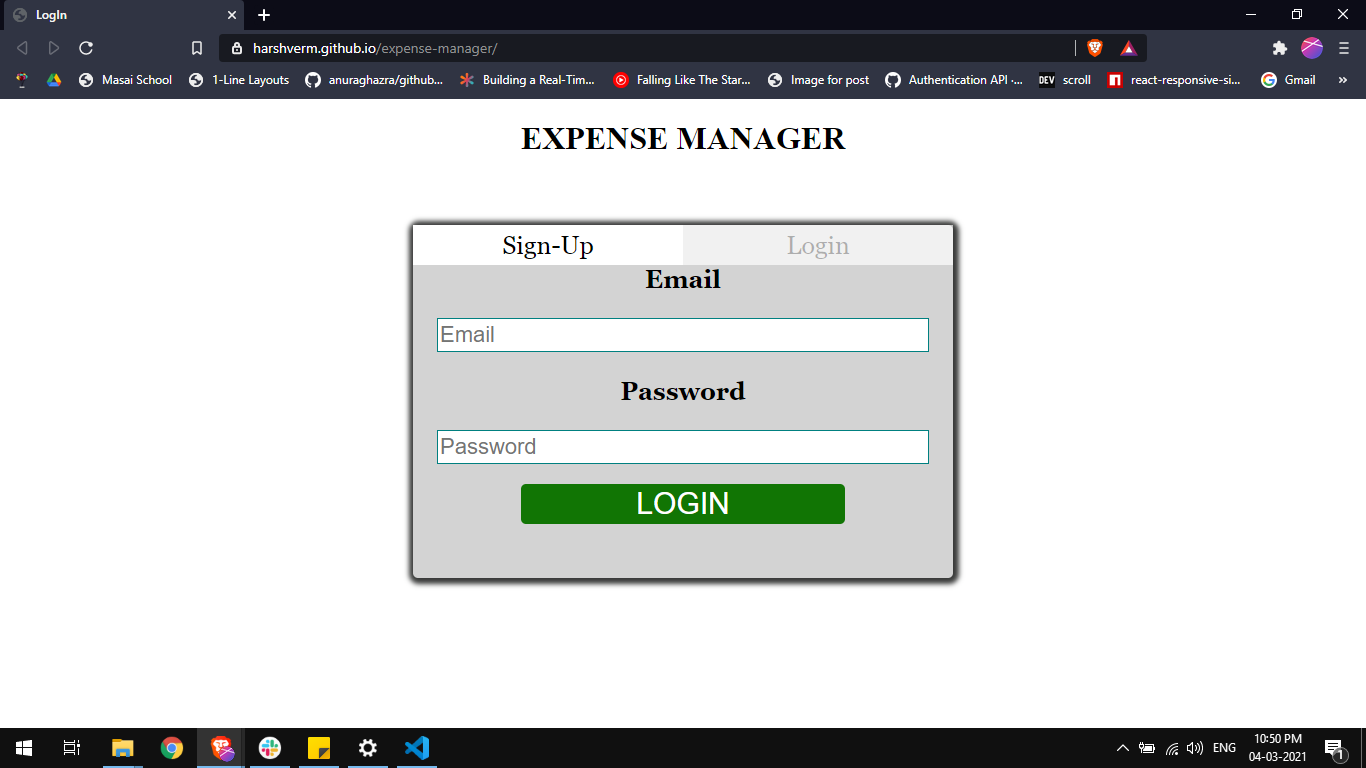 LogIn
harshverm.github.io/expense-manager/
Masai School 1-Line Layouts anuraghazra/github... Building a Real-Tim... Falling Like The Star... Image for post Authentication API ·... DEV scroll react-responsive-si... Gmail »
EXPENSE MANAGER
Sign-Up Login
Email
Email
Password
Password
LOGIN
ENG
10:50 PM
04-03-2021
1